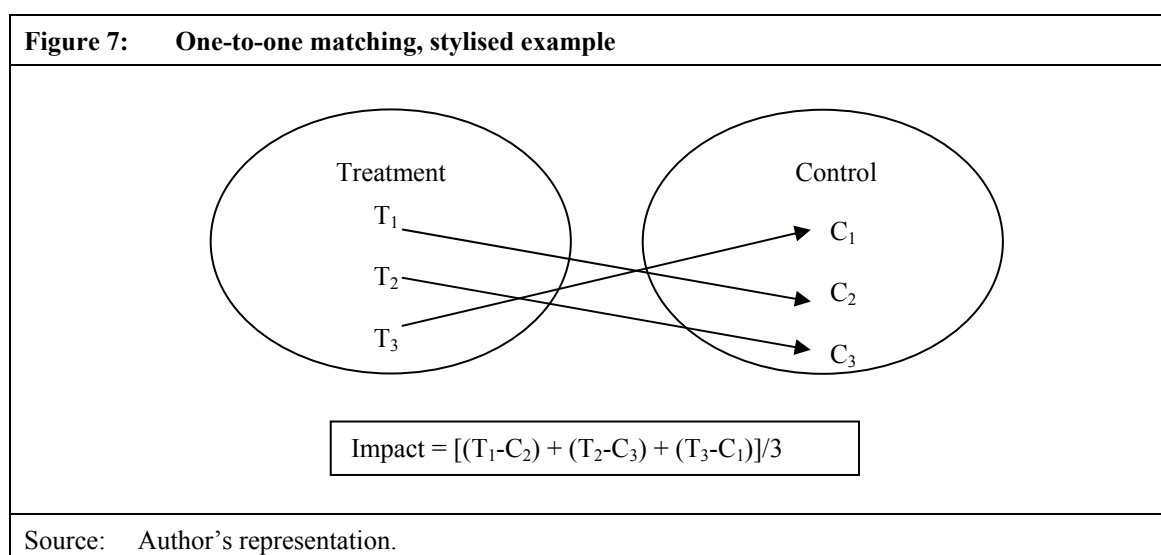 Figure 7: One-to-one matching, stylised example
Treatment
Control
T₁
C₁
T₂
C₂
T₃
C₃
Impact = [(T₁-C₂) + (T₂-C₃) + (T₃-C₁)]/3
Source: Author’s representation.